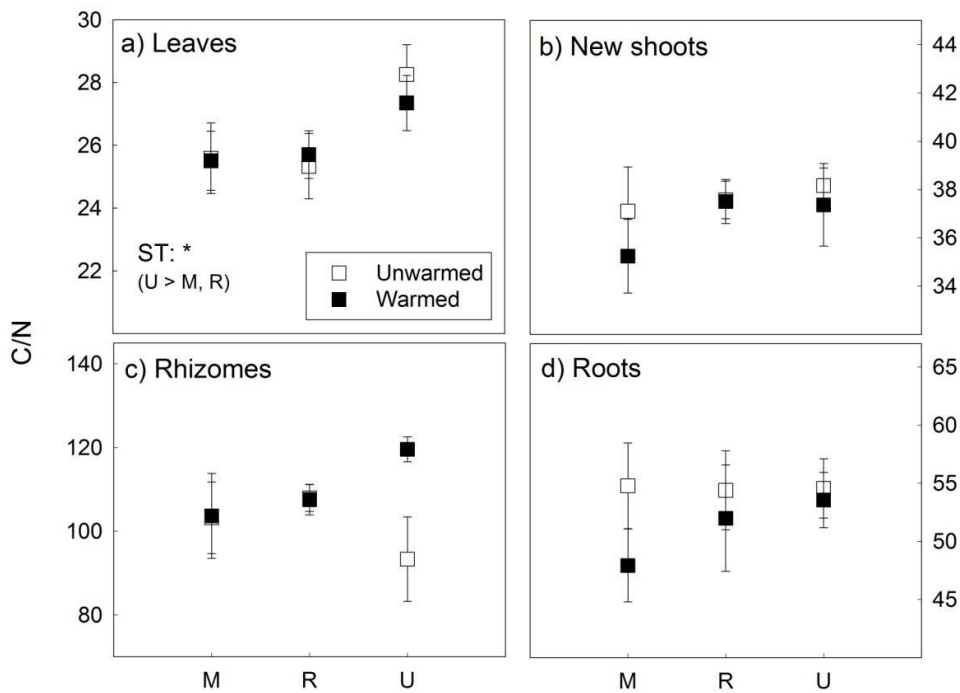 a) Leaves
30
28
26
24
22
ST: *
(U > M, R)
Unwarmed
Warmed
b) New shoots
44
42
40
38
36
34
C/N
c) Rhizomes
140
120
100
80
M R U
d) Roots
65
60
55
50
45
M R U